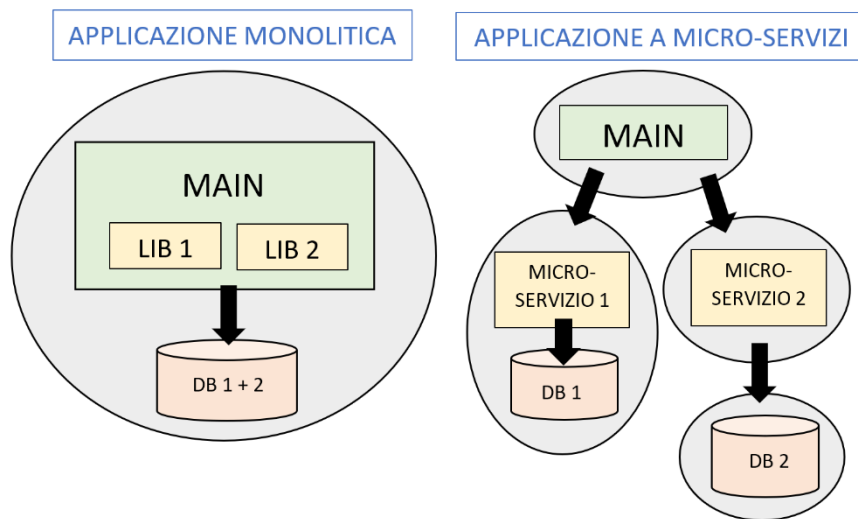 APPLICAZIONE MONOLITICA
MAIN
LIB 1
LIB 2
DB 1 + 2
APPLICAZIONE A MICRO-SERVIZI
MAIN
MICRO-
SERVIZIO 1
DB 1
MICRO-
SERVIZIO 2
DB 2